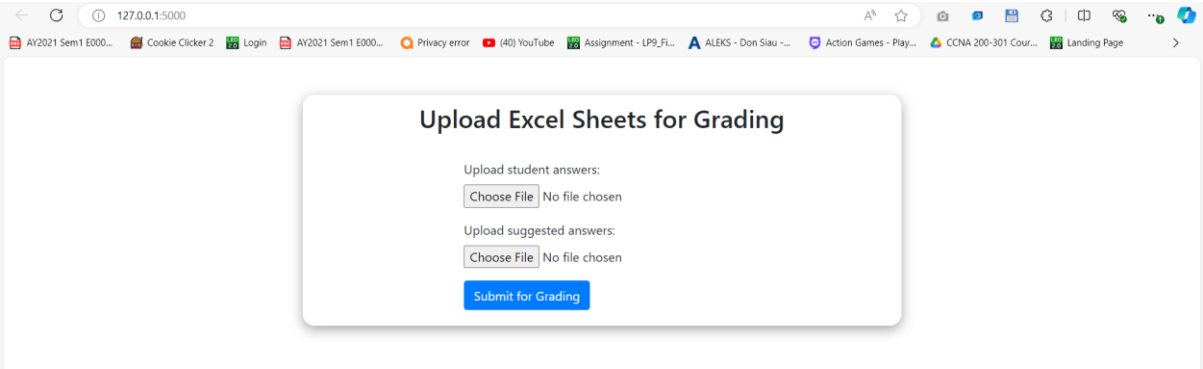 127.0.0.1:5000
AY2021 Sem1 E000... Cookie Clicker 2 Login AY2021 Sem1 E000... Privacy error (40) YouTube Assignment - LP9_Fi... ALEKS - Don Siau -... Action Games - Play... CCNA 200-301 Cour... Landing Page
Upload Excel Sheets for Grading
Upload student answers:
Choose File No file chosen
Upload suggested answers:
Choose File No file chosen
Submit for Grading